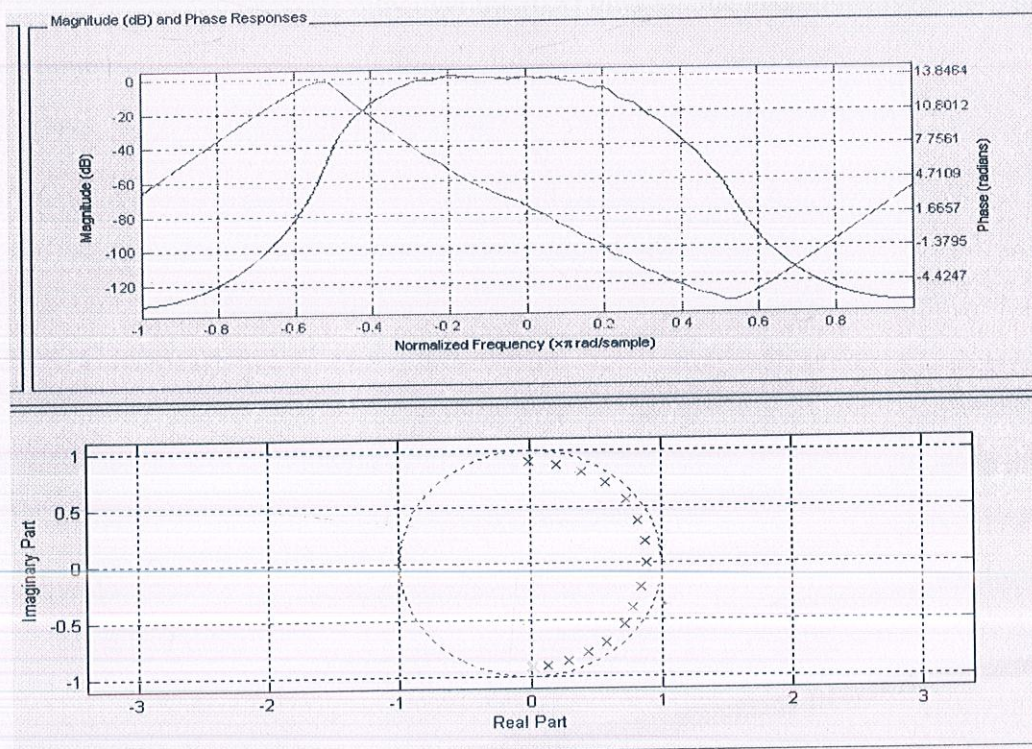 Magnitude (dB) and Phase Responses
Magnitude (dB)
0
-20
-40
-60
-80
-100
-120
13.8464
10.8012
7.7561
4.7109
1.6657
-1.3795
-4.4247
Phase (radians)
-1 -0.8 -0.6 -0.4 -0.2 0 0.2 0.4 0.6 0.8
Normalized Frequency (×π rad/sample)
Imaginary Part
1
0.5
0
-0.5
-1
-3 -2 -1 0 1 2 3
Real Part